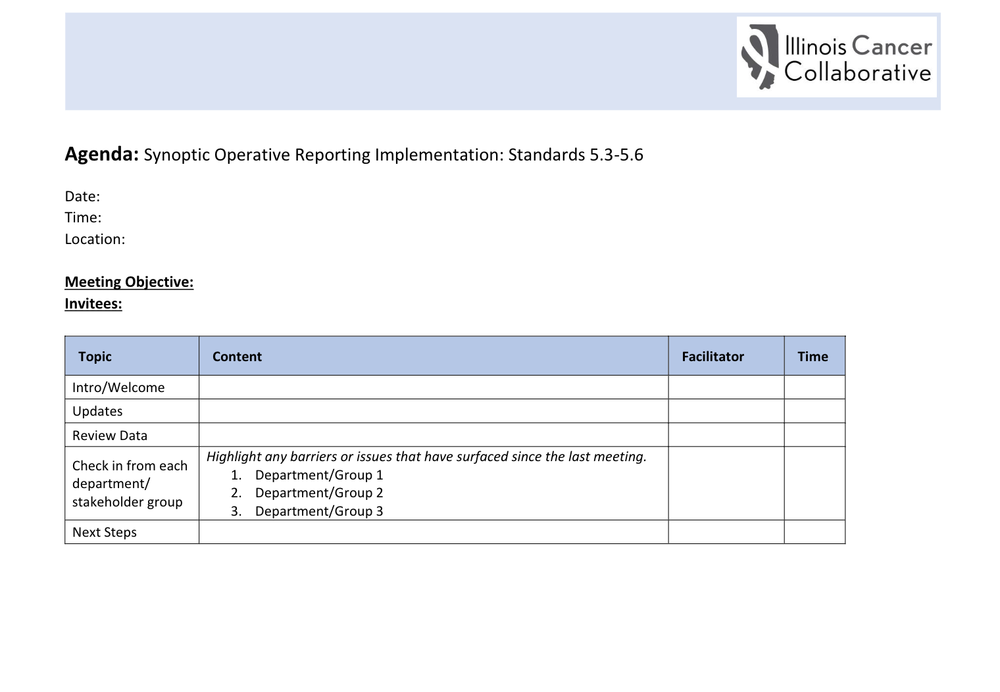 Illinois Cancer
Collaborative
Agenda: Synoptic Operative Reporting Implementation: Standards 5.3-5.6
Date:
Time:
Location:
Meeting Objective:
Invitees:
Topic Content Facilitator Time
Intro/Welcome
Updates
Review Data
Check in from each
department/
stakeholder group
Highlight any barriers or issues that have surfaced since the last meeting.
1. Department/Group 1
2. Department/Group 2
3. Department/Group 3
Next Steps